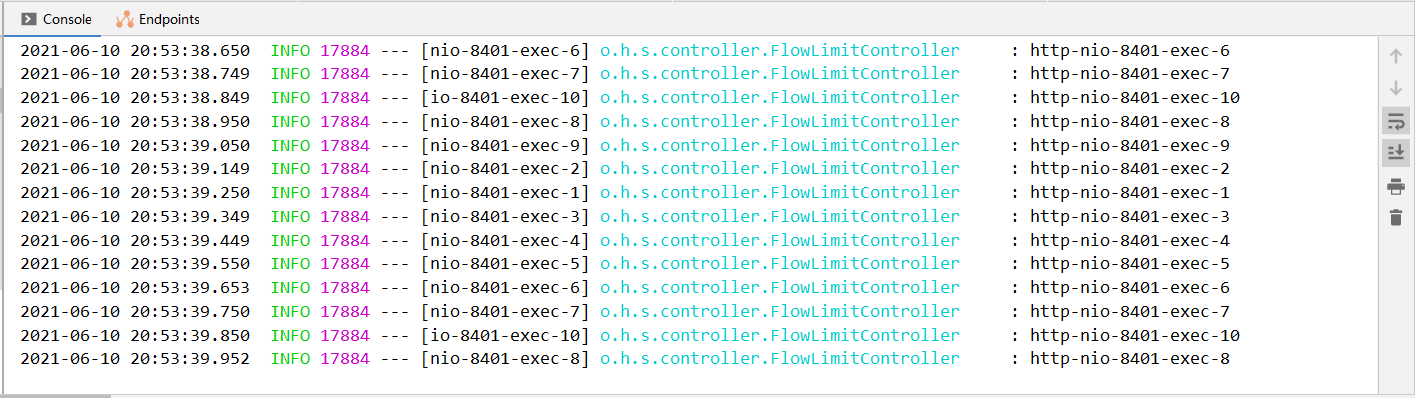 Console Endpoints
2021-06-10 20:53:38.650  INFO 17884 --- [nio-8401-exec-6] o.h.s.controller.FlowLimitController     : http-nio-8401-exec-6
2021-06-10 20:53:38.749  INFO 17884 --- [nio-8401-exec-7] o.h.s.controller.FlowLimitController     : http-nio-8401-exec-7
2021-06-10 20:53:38.849  INFO 17884 --- [io-8401-exec-10] o.h.s.controller.FlowLimitController     : http-nio-8401-exec-10
2021-06-10 20:53:38.950  INFO 17884 --- [nio-8401-exec-8] o.h.s.controller.FlowLimitController     : http-nio-8401-exec-8
2021-06-10 20:53:39.050  INFO 17884 --- [nio-8401-exec-9] o.h.s.controller.FlowLimitController     : http-nio-8401-exec-9
2021-06-10 20:53:39.149  INFO 17884 --- [nio-8401-exec-2] o.h.s.controller.FlowLimitController     : http-nio-8401-exec-2
2021-06-10 20:53:39.250  INFO 17884 --- [nio-8401-exec-1] o.h.s.controller.FlowLimitController     : http-nio-8401-exec-1
2021-06-10 20:53:39.349  INFO 17884 --- [nio-8401-exec-3] o.h.s.controller.FlowLimitController     : http-nio-8401-exec-3
2021-06-10 20:53:39.449  INFO 17884 --- [nio-8401-exec-4] o.h.s.controller.FlowLimitController     : http-nio-8401-exec-4
2021-06-10 20:53:39.550  INFO 17884 --- [nio-8401-exec-5] o.h.s.controller.FlowLimitController     : http-nio-8401-exec-5
2021-06-10 20:53:39.653  INFO 17884 --- [nio-8401-exec-6] o.h.s.controller.FlowLimitController     : http-nio-8401-exec-6
2021-06-10 20:53:39.750  INFO 17884 --- [nio-8401-exec-7] o.h.s.controller.FlowLimitController     : http-nio-8401-exec-7
2021-06-10 20:53:39.850  INFO 17884 --- [io-8401-exec-10] o.h.s.controller.FlowLimitController     : http-nio-8401-exec-10
2021-06-10 20:53:39.952  INFO 17884 --- [nio-8401-exec-8] o.h.s.controller.FlowLimitController     : http-nio-8401-exec-8